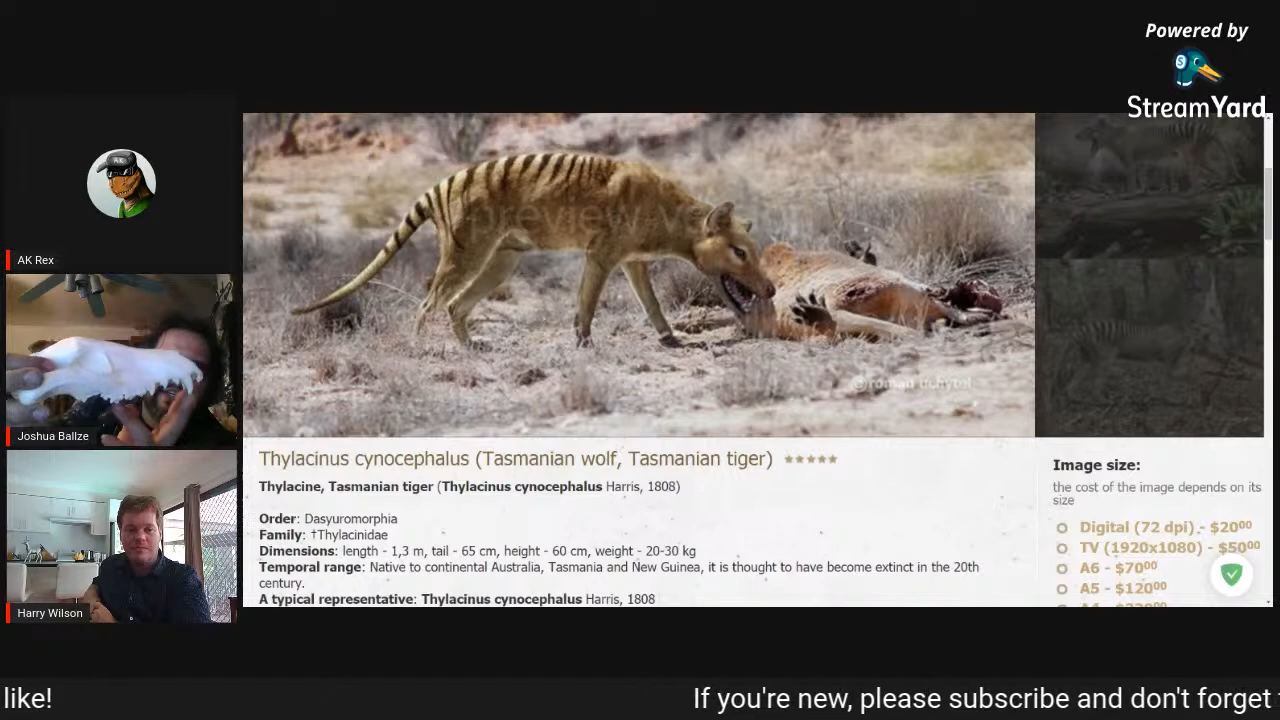 Powered by
StreamYard
AK
AK Rex
Joshua Ballze
Harry Wilson
preview
@roman uchytel
Thylacinus cynocephalus (Tasmanian wolf, Tasmanian tiger) ★★★★★
Thylacine, Tasmanian tiger (Thylacinus cynocephalus Harris, 1808)
Order: Dasyuromorphia
Family: †Thylacinidae
Dimensions: length - 1,3 m, tail - 65 cm, height - 60 cm, weight - 20-30 kg
Temporal range: Native to continental Australia, Tasmania and New Guinea, it is thought to have become extinct in the 20th
century.
A typical representative: Thylacinus cynocephalus Harris, 1808
Image size:
the cost of the image depends on its
size
Digital (72 dpi) - $20⁰⁰
TV (1920x1080) - $50⁰⁰
A6 - $70⁰⁰
A5 - $120⁰⁰
like!
If you're new, please subscribe and don't forget